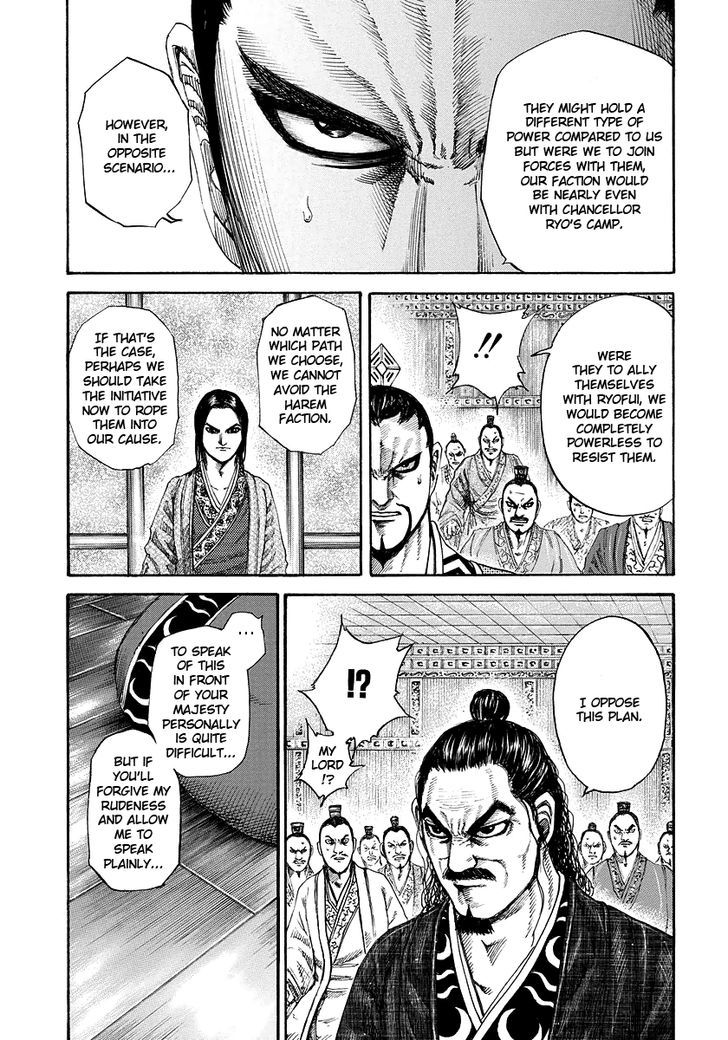 THEY MIGHT HOLD A
DIFFERENT TYPE OF
POWER COMPARED TO US
BUT WERE WE TO JOIN
FORCES WITH THEM,
OUR FACTION WOULD
BE NEARLY EVEN
WITH CHANCELLOR
RYO'S CAMP.
HOWEVER,
IN THE
OPPOSITE
SCENARIO...
WERE
THEY TO ALLY
THEMSELVES
WITH RYOFUI, WE
WOULD BECOME
COMPLETELY
POWERLESS TO
RESIST THEM.
!!
NO MATTER
WHICH PATH
WE CHOOSE,
WE CANNOT
AVOID THE
HAREM
FACTION.
IF THAT'S
THE CASE,
PERHAPS WE
SHOULD TAKE
THE INITIATIVE
NOW TO ROPE
THEM INTO
OUR CAUSE.
I OPPOSE
THIS PLAN.
!?
MY
LORD
!?
...
TO SPEAK
OF THIS
IN FRONT
OF YOUR
MAJESTY
PERSONALLY
IS QUITE
DIFFICULT...
BUT IF
YOU'LL
FORGIVE MY
RUDENESS
AND ALLOW
ME TO
SPEAK
PLAINLY...